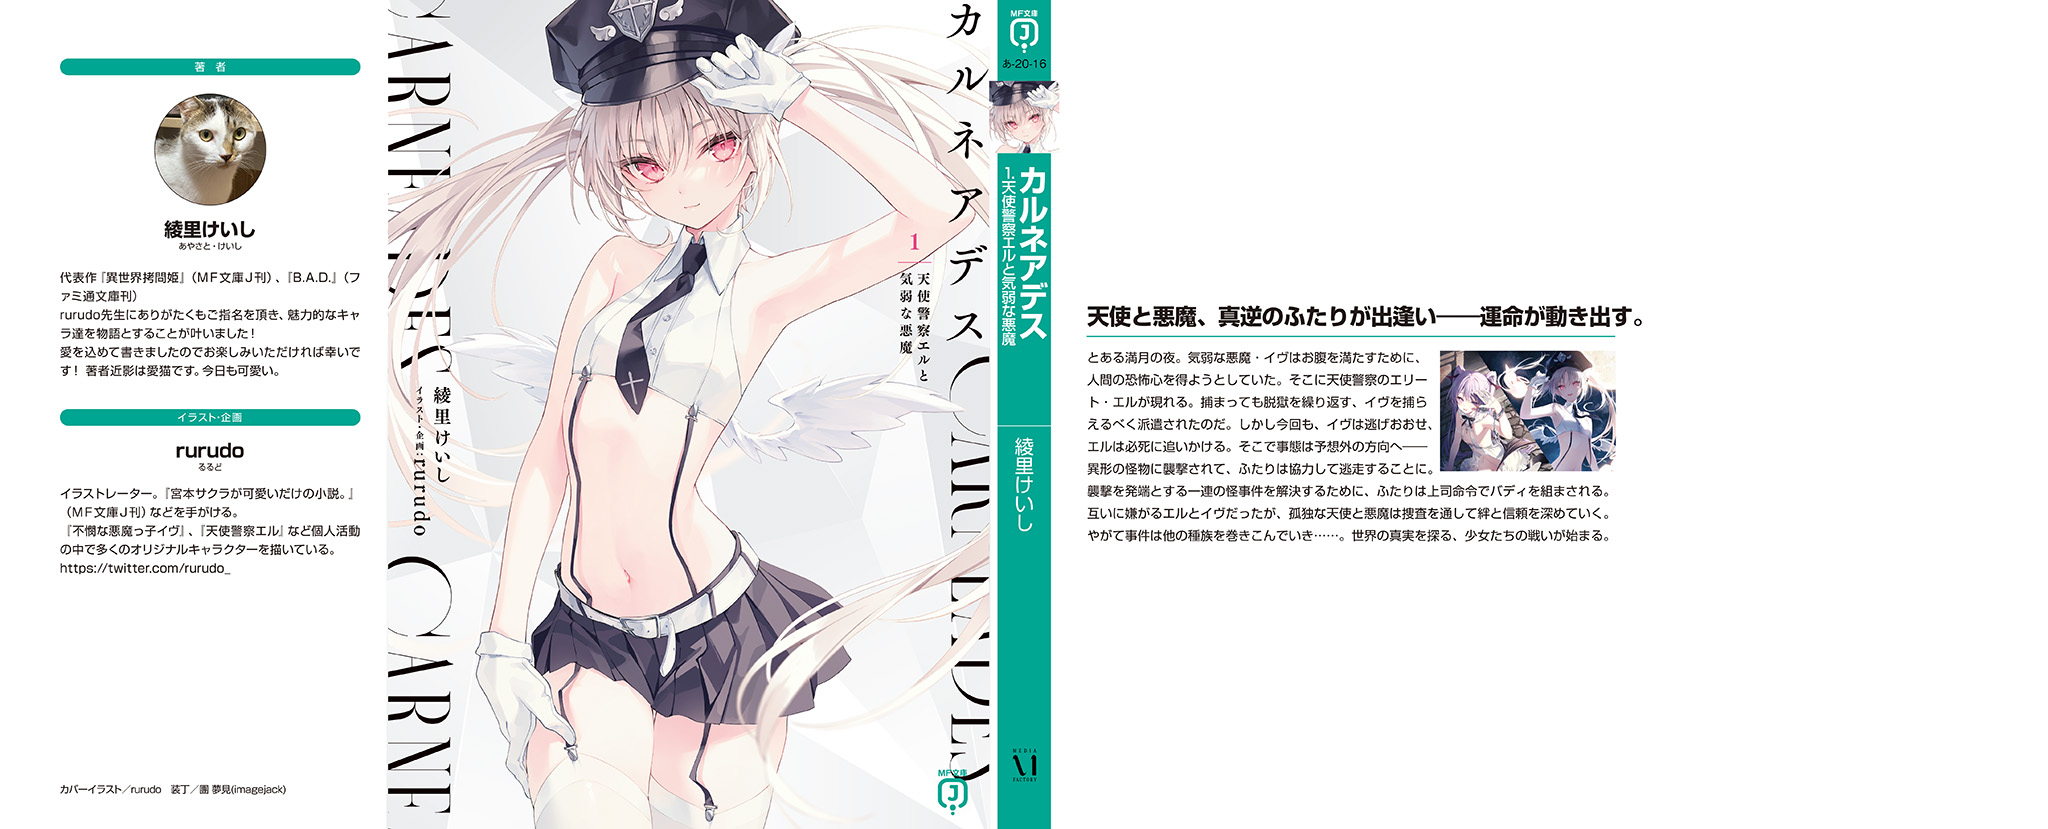 著 者
綾里けいし
あやさと・けいし
代表作『異世界拷問姫』（MF文庫J刊）、『B.A.D.』（フ
ァミ通文庫刊）
rurudo先生にありがたくもご指名を頂き、魅力的なキャ
ラ達を物語とすることが叶いました！
愛を込めて書きましたのでお楽しみいただければ幸いで
す！ 著者近影は愛猫です。今日も可愛い。
イラスト・企画
rurudo
るるど
イラストレーター。『宮本サクラが可愛いだけの小説。』
（MF文庫J刊）などを手がける。
『不憫な悪魔っ子イヴ』、『天使警察エル』など個人活動
の中で多くのオリジナルキャラクターを描いている。
https://twitter.com/rurudo_
カバーイラスト／rurudo 装丁／團 夢見(imagejack)
カルネアデス
1
天使警察エルと
気弱な悪魔
綾里けいし
イラスト・企画：rurudo
CARNEADES
CARNE
CARNEADES
MF文庫
J
MF文庫
J
あ-20-16
カルネアデス
1.天使警察エルと気弱な悪魔
綾里けいし
MEDIA
FACTORY
天使と悪魔、真逆のふたりが出逢い──運命が動き出す。
とある満月の夜。気弱な悪魔・イヴはお腹を満たすために、
人間の恐怖心を得ようとしていた。そこに天使警察のエリー
ト・エルが現れる。捕まっても脱獄を繰り返す、イヴを捕ら
えるべく派遣されたのだ。しかし今回も、イヴは逃げおおせ、
エルは必死に追いかける。そこで事態は予想外の方向へ──
異形の怪物に襲撃されて、ふたりは協力して逃走することに。
襲撃を発端とする一連の怪事件を解決するために、ふたりは上司命令でバディを組まされる。
互いに嫌がるエルとイヴだったが、孤独な天使と悪魔は捜査を通して絆と信頼を深めていく。
やがて事件は他の種族を巻きこんでいき……。世界の真実を探る、少女たちの戦いが始まる。